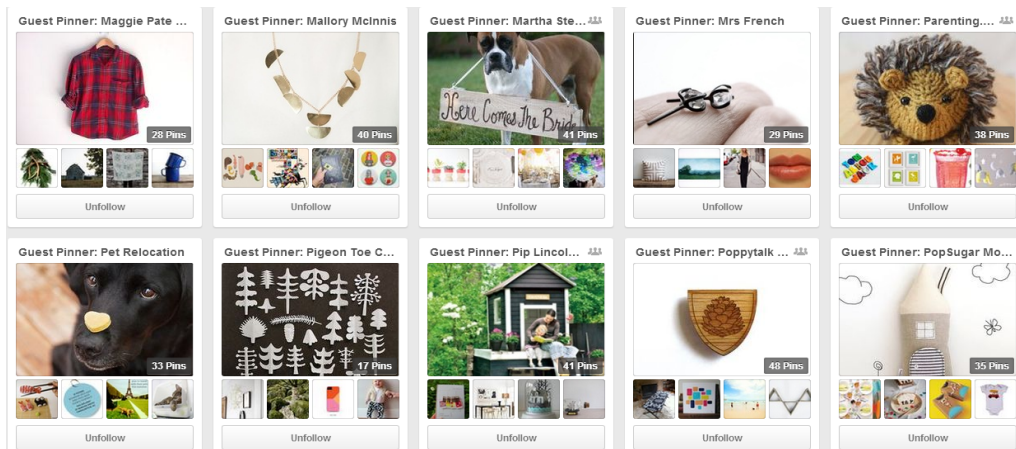 Guest Pinner: Maggie Pate ...
28 Pins
Unfollow
Guest Pinner: Mallory McInnis
40 Pins
Unfollow
Guest Pinner: Martha Ste...
Here Comes The Bride
41 Pins
Unfollow
Guest Pinner: Mrs French
29 Pins
Unfollow
Guest Pinner: Parenting....
38 Pins
Unfollow
Guest Pinner: Pet Relocation
33 Pins
Unfollow
Guest Pinner: Pigeon Toe C...
17 Pins
Unfollow
Guest Pinner: Pip Lincol...
41 Pins
Unfollow
Guest Pinner: Poppytalk ...
48 Pins
Unfollow
Guest Pinner: PopSugar Mo...
35 Pins
Unfollow